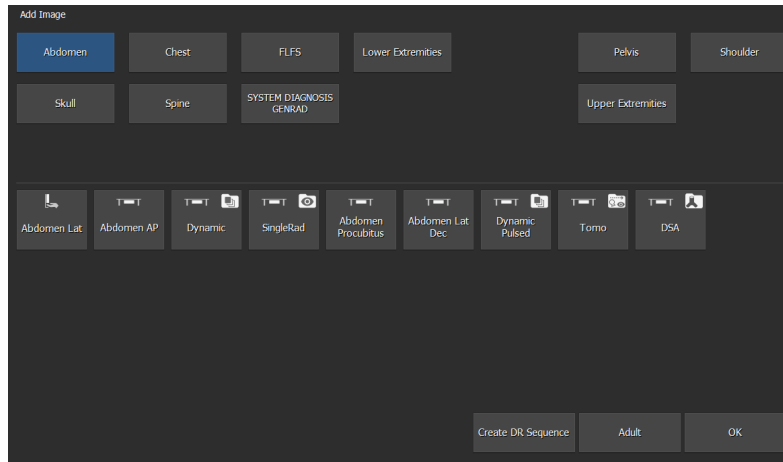 Add Image
Abdomen
Chest
FLFS
Lower Extremities
Pelvis
Shoulder
Skull
Spine
SYSTEM DIAGNOSIS
GENRAD
Upper Extremities
Abdomen Lat
Abdomen AP
Dynamic
SingleRad
Abdomen
Procubitus
Abdomen Lat
Dec
Dynamic
Pulsed
Tomo
DSA
Create DR Sequence
Adult
OK